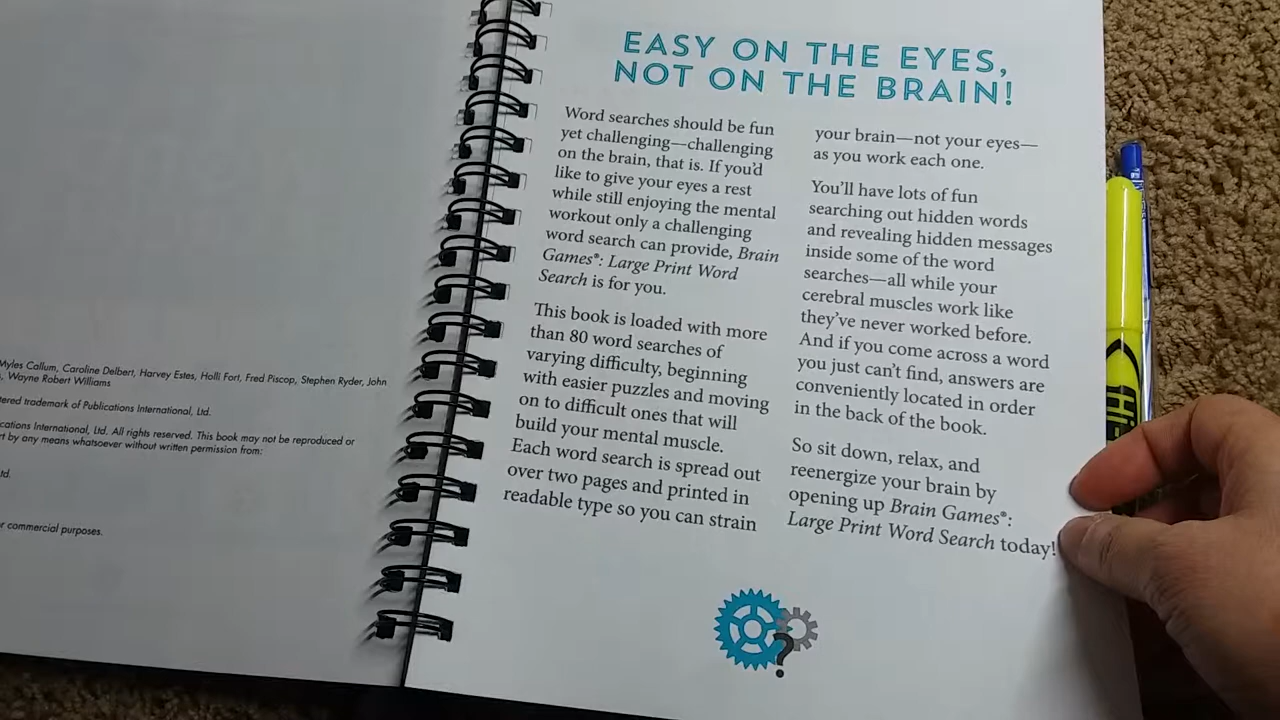 Myles Callum, Caroline Delbert, Harvey Estes, Holli Fort, Fred Piscop, Stephen Ryder, John
Wayne Robert Williams
tered trademark of Publications International, Ltd.
cations International, Ltd. All rights reserved. This book may not be reproduced or
rt by any means whatsoever without written permission from:
td.
or commercial purposes.
EASY ON THE EYES,
NOT ON THE BRAIN!
Word searches should be fun
yet challenging—challenging
on the brain, that is. If you'd
like to give your eyes a rest
while still enjoying the mental
workout only a challenging
word search can provide, Brain
Games®: Large Print Word
Search is for you.
This book is loaded with more
than 80 word searches of
varying difficulty, beginning
with easier puzzles and moving
on to difficult ones that will
build your mental muscle.
Each word search is spread out
over two pages and printed in
readable type so you can strain
your brain—not your eyes—
as you work each one.
You'll have lots of fun
searching out hidden words
and revealing hidden messages
inside some of the word
searches—all while your
cerebral muscles work like
they've never worked before.
And if you come across a word
you just can't find, answers are
conveniently located in order
in the back of the book.
So sit down, relax, and
reenergize your brain by
opening up Brain Games®:
Large Print Word Search today!
?
Hi-